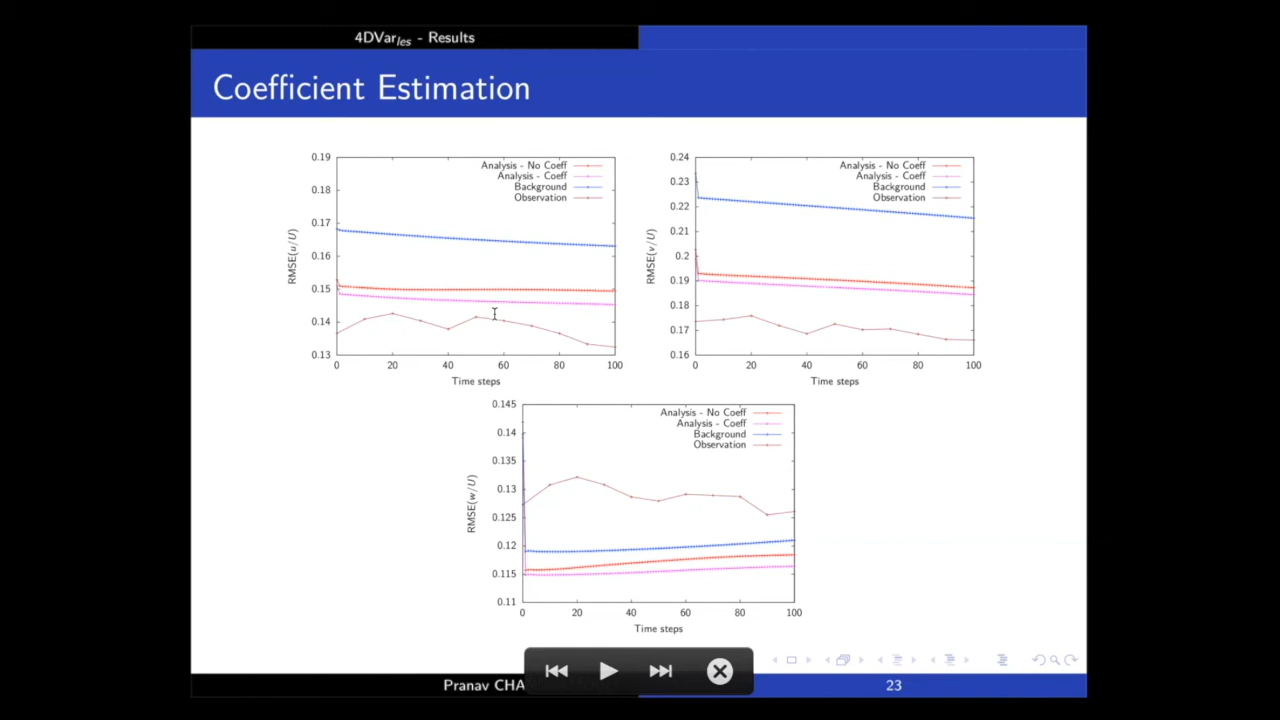 4DVarles - Results
Coefficient Estimation
RMSE(u/U)
0.19
0.18
0.17
0.16
0.15
0.14
0.13
Analysis - No Coeff
Analysis - Coeff
Background
Observation
0 20 40 60 80 100
Time steps
RMSE(v/U)
0.24
0.23
0.22
0.21
0.2
0.19
0.18
0.17
0.16
Analysis - No Coeff
Analysis - Coeff
Background
Observation
0 20 40 60 80 100
Time steps
RMSE(w/U)
0.145
0.14
0.135
0.13
0.125
0.12
0.115
0.11
Analysis - No Coeff
Analysis - Coeff
Background
Observation
0 20 40 60 80 100
Time steps
Pranav CHA
23